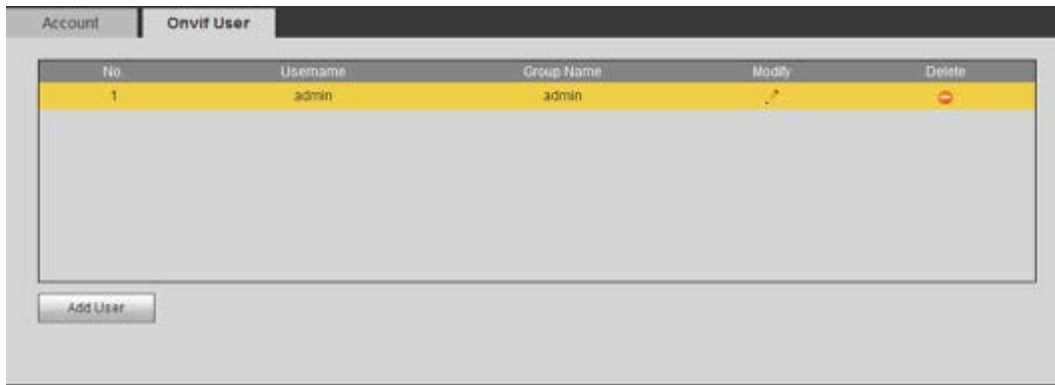 Account Onvif User
No. Username Group Name Modify Delete
1 admin admin
Add User